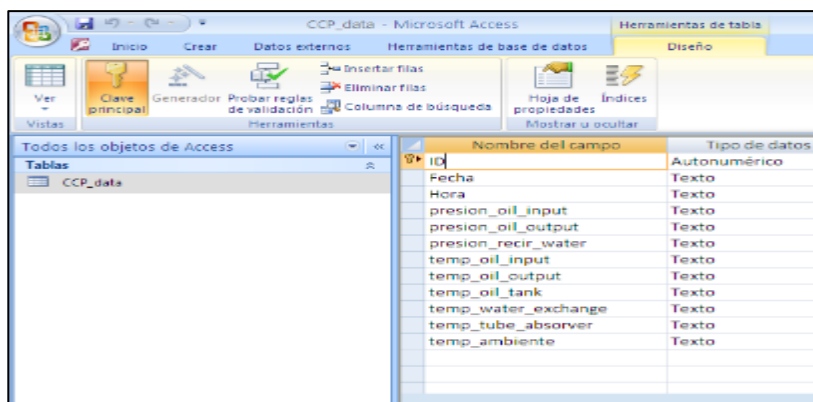 CCP_data - Microsoft Access
Herramientas de tabla
Inicio Crear Datos externos Herramientas de base de datos Diseño
Ver
Clave principal
Generador
Probar reglas de validación
Insertar filas
Eliminar filas
Columna de búsqueda
Hoja de propiedades
Índices
Vistas Herramientas Mostrar u ocultar
Todos los objetos de Access
Tablas
CCP_data
Nombre del campo Tipo de datos
ID Autonumérico
Fecha Texto
Hora Texto
presion_oil_input Texto
presion_oil_output Texto
presion_recir_water Texto
temp_oil_input Texto
temp_oil_output Texto
temp_oil_tank Texto
temp_water_exchange Texto
temp_tube_absorver Texto
temp_ambiente Texto